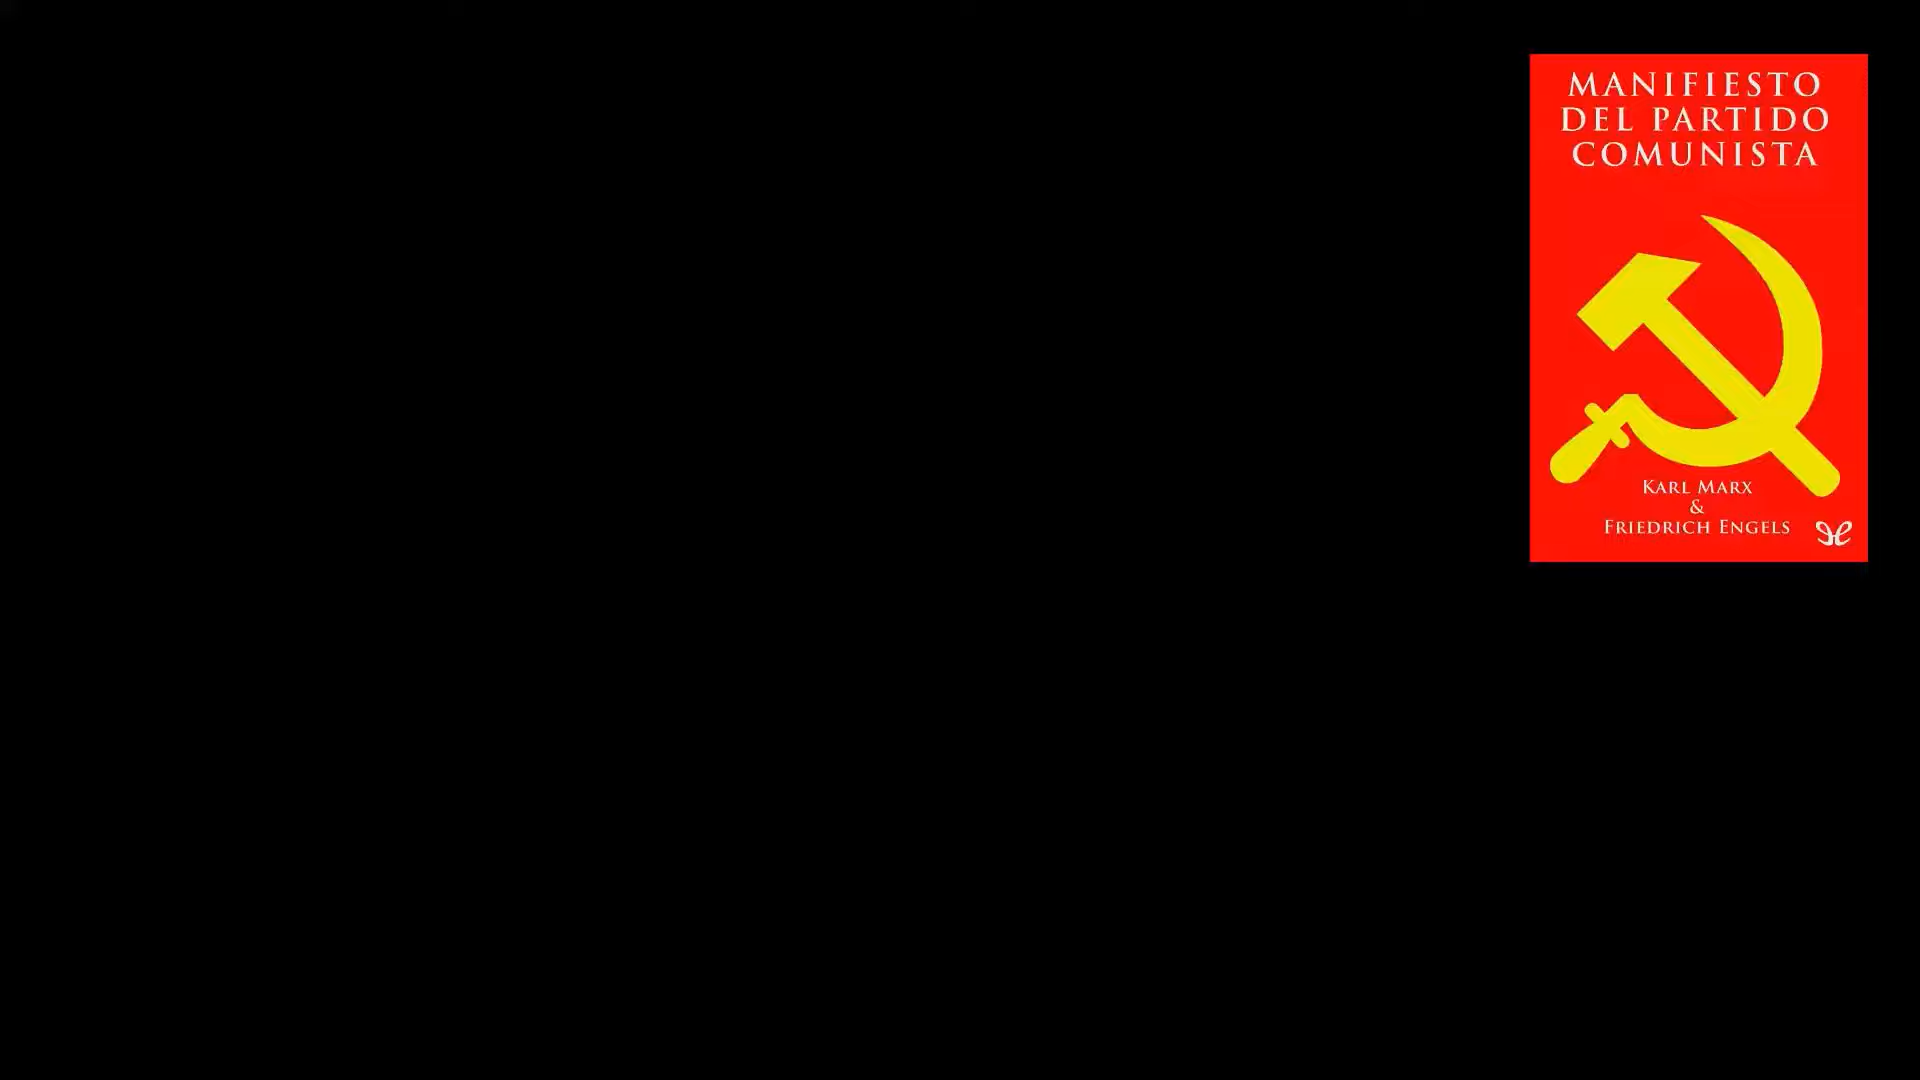 MANIFIESTO
DEL PARTIDO
COMUNISTA
KARL MARX
&
FRIEDRICH ENGELS